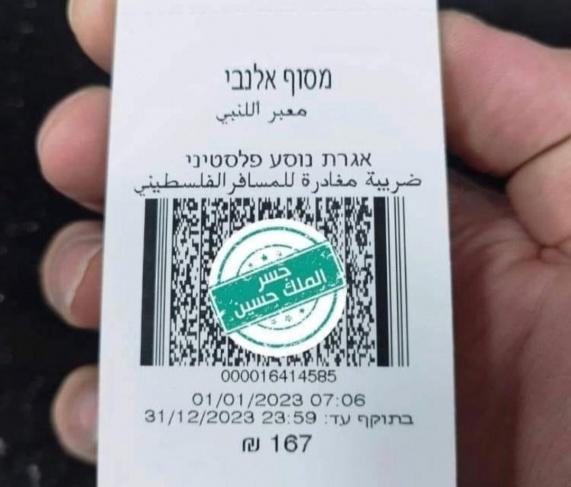 מסוף אלנבי
معبر اللنبي
אגרת נוסע פלסטיני
ضريبة مغادرة للمسافر الفلسطيني
جسر
الملك حسين
000016414585
01/01/2023 07:06
בתוקף עד: 31/12/2023 23:59
167 ₪